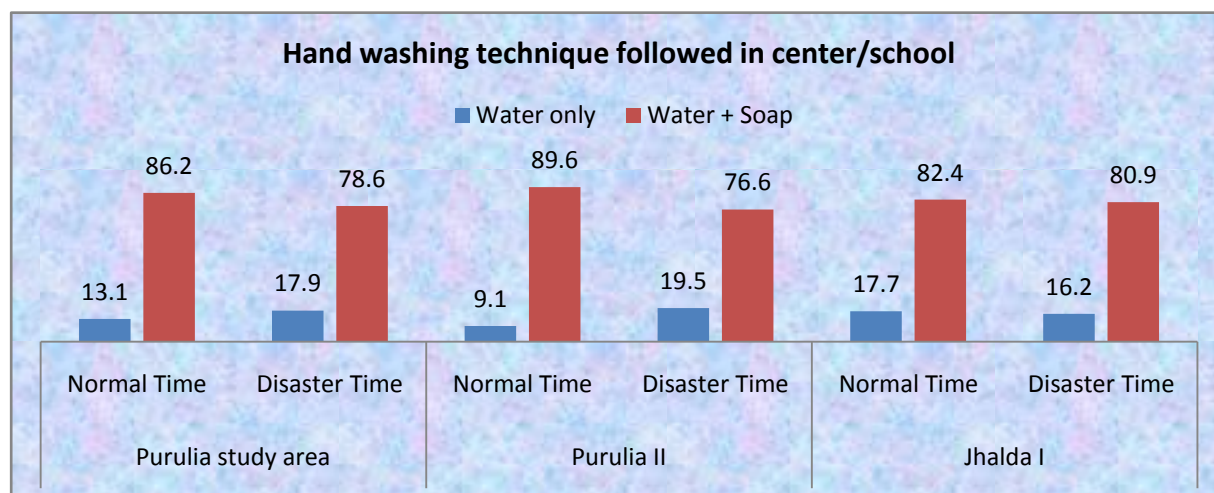 Hand washing technique followed in center/school
Water only Water + Soap
86.2 78.6 89.6 76.6 82.4 80.9
13.1 17.9 9.1 19.5 17.7 16.2
Normal Time Disaster Time Normal Time Disaster Time Normal Time Disaster Time
Purulia study area Purulia II Jhalda I